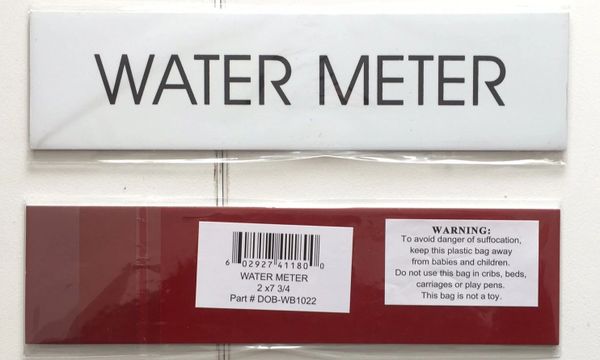 WATER METER
6 02927 41180 0
WATER METER
2 x7 3/4
Part # DOB-WB1022
WARNING:
To avoid danger of suffocation,
keep this plastic bag away
from babies and children.
Do not use this bag in cribs, beds,
carriages or play pens.
This bag is not a toy.